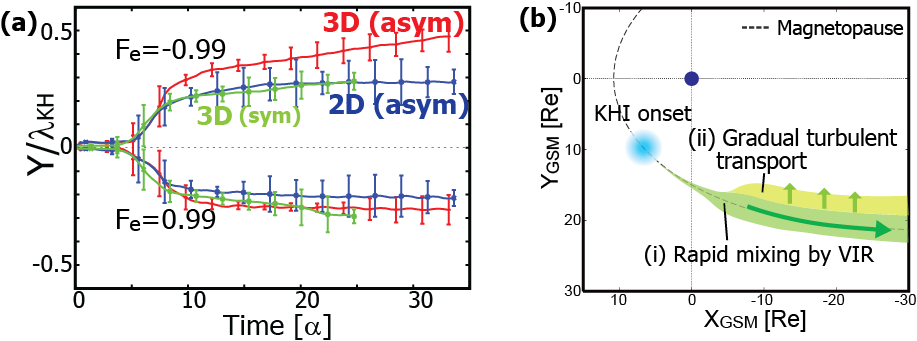 (a)
0.5
0
-0.5
Y/λKH
Fe=-0.99
3D (asym)
3D (sym)
2D (asym)
Fe=0.99
0
10
20
30
Time [α]
(b)
-10
0
10
20
30
YGSM [Re]
Magnetopause
KHI onset
(ii) Gradual turbulent
transport
(i) Rapid mixing by VIR
10
0
-10
-20
-30
XGSM [Re]